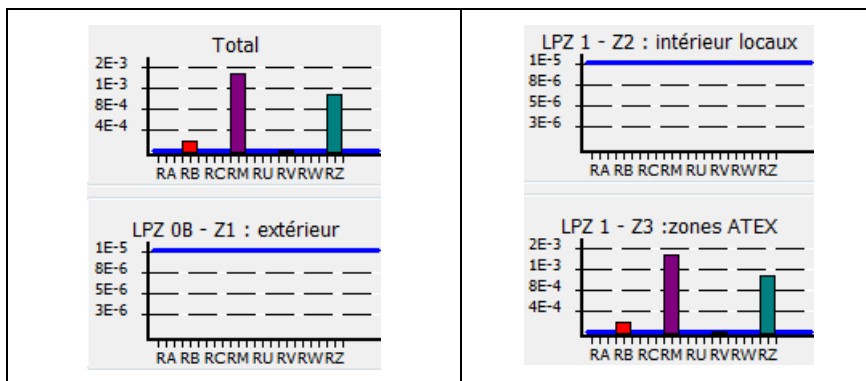 Total
2E-3
1E-3
8E-4
4E-4
RA RB RCRM RU RVRWRZ
LPZ 0B - Z1 : extérieur
1E-5
8E-6
5E-6
3E-6
RA RB RCRM RU RVRWRZ
LPZ 1 - Z2 : intérieur locaux
1E-5
8E-6
5E-6
3E-6
RA RB RCRM RU RVRWRZ
LPZ 1 - Z3 :zones ATEX
2E-3
1E-3
8E-4
4E-4
RA RB RCRM RU RVRWRZ